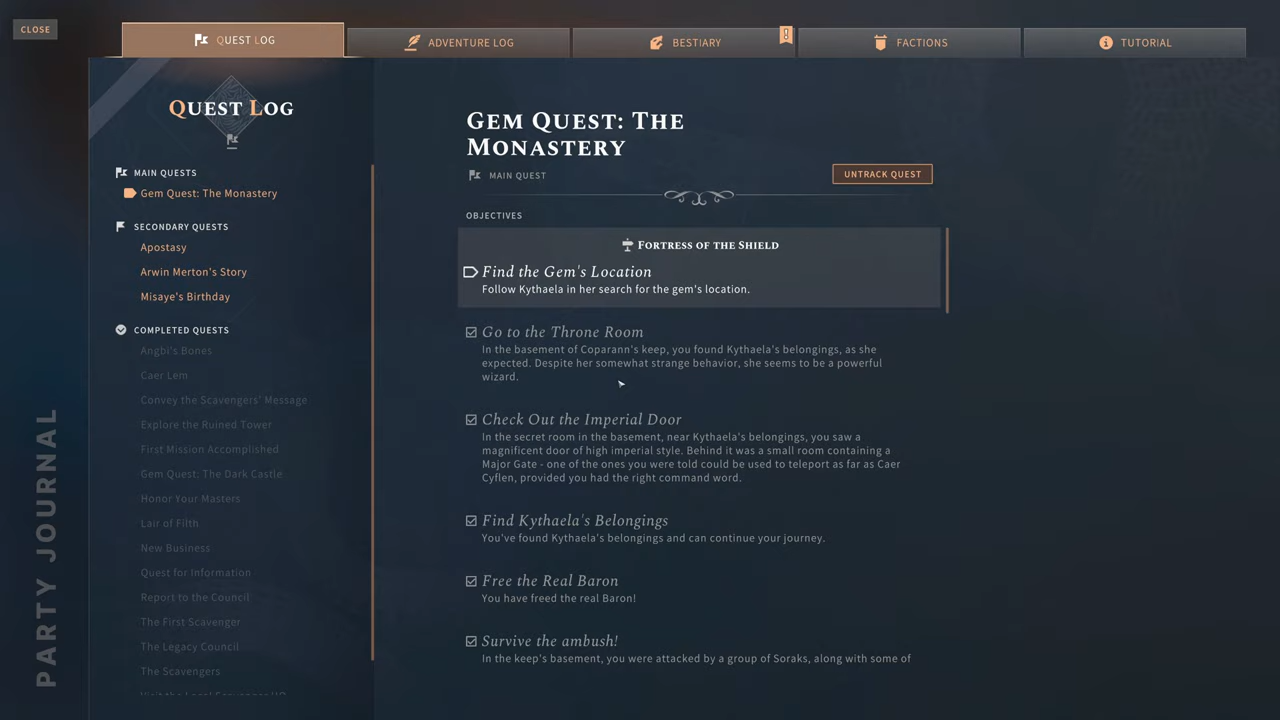 CLOSE
QUEST LOG
ADVENTURE LOG
BESTIARY
FACTIONS
TUTORIAL
QUEST LOG
MAIN QUESTS
Gem Quest: The Monastery
SECONDARY QUESTS
Apostasy
Arwin Merton's Story
Misaye's Birthday
COMPLETED QUESTS
Angbi's Bones
Caer Lem
Convey the Scavengers' Message
Explore the Ruined Tower
First Mission Accomplished
Gem Quest: The Dark Castle
Honor Your Masters
Lair of Filth
New Business
Quest for Information
Report to the Council
The First Scavenger
The Legacy Council
The Scavengers
PARTY JOURNAL
GEM QUEST: THE
MONASTERY
MAIN QUEST
UNTRACK QUEST
OBJECTIVES
FORTRESS OF THE SHIELD
Find the Gem's Location
Follow Kythaela in her search for the gem's location.
Go to the Throne Room
In the basement of Coparann's keep, you found Kythaela's belongings, as she
expected. Despite her somewhat strange behavior, she seems to be a powerful
wizard.
Check Out the Imperial Door
In the secret room in the basement, near Kythaela's belongings, you saw a
magnificent door of high imperial style. Behind it was a small room containing a
Major Gate - one of the ones you were told could be used to teleport as far as Caer
Cyflen, provided you had the right command word.
Find Kythaela's Belongings
You've found Kythaela's belongings and can continue your journey.
Free the Real Baron
You have freed the real Baron!
Survive the ambush!
In the keep's basement, you were attacked by a group of Soraks, along with some of